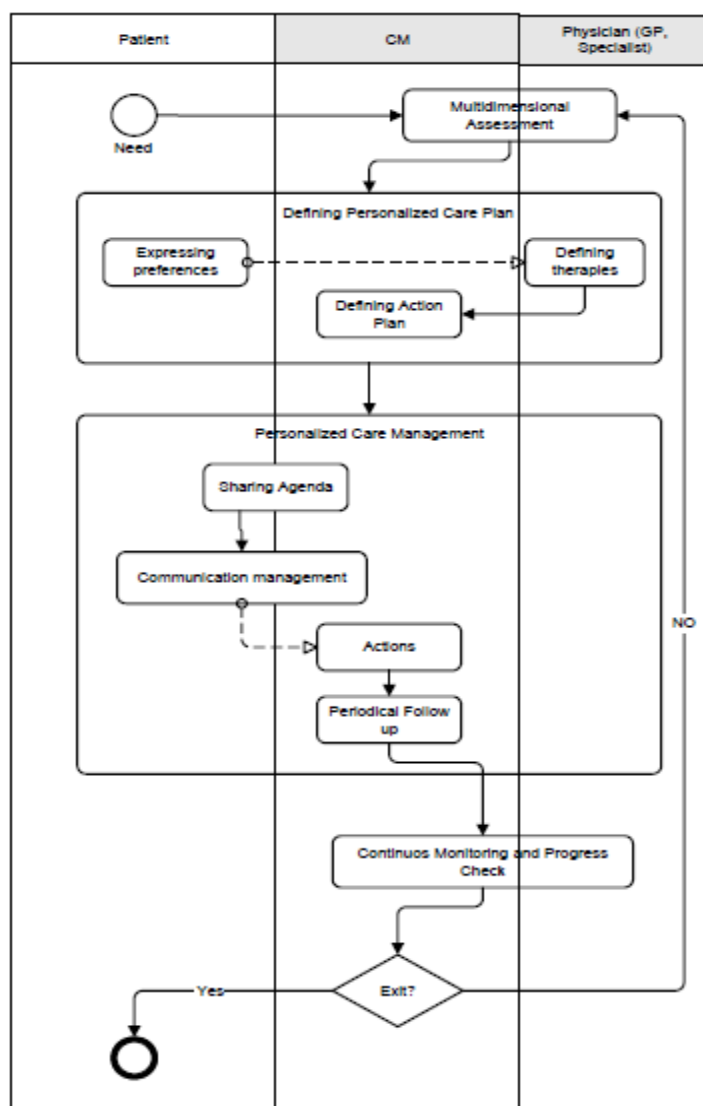 Patient
CM
Physician (GP,
Specialist)
Need
Multidimensional
Assessment
Defining Personalized Care Plan
Expressing
preferences
Defining
therapies
Defining Action
Plan
Personalized Care Management
Sharing Agenda
Communication management
Actions
NO
Periodical Follow
up
Continuos Monitoring and Progress
Check
Exit?
Yes